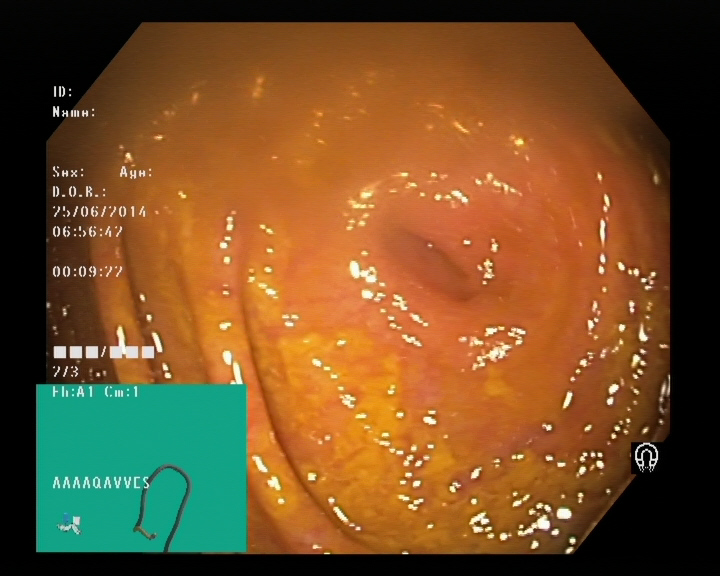 ID:
Name:
Sex: Age:
D.O.B.:
25/06/2014
06:56:42
00:09:22
■■■/■■■
2/3
Eh:A1 Cm:1
AAAAQAVVES